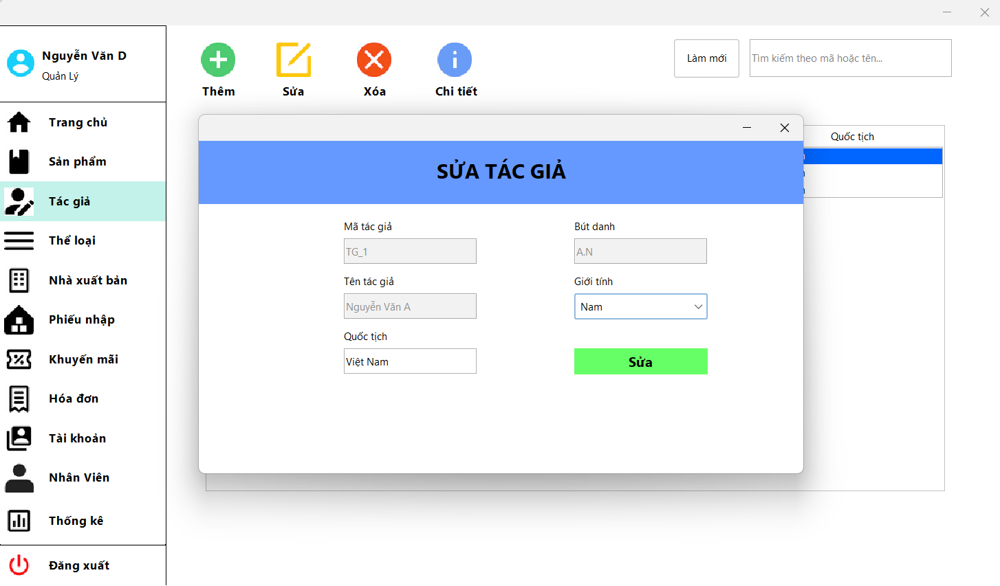 Nguyễn Văn D
Quản Lý
Trang chủ
Sản phẩm
Tác giả
Thể loại
Nhà xuất bản
Phiếu nhập
Khuyến mãi
Hóa đơn
Tài khoản
Nhân Viên
Thống kê
Đăng xuất
Thêm
Sửa
Xóa
Chi tiết
Làm mới
Tìm kiếm theo mã hoặc tên...
Quốc tịch
SỬA TÁC GIẢ
Mã tác giả
TG_1
Bút danh
A.N
Tên tác giả
Nguyễn Văn A
Giới tính
Nam
Quốc tịch
Việt Nam
Sửa